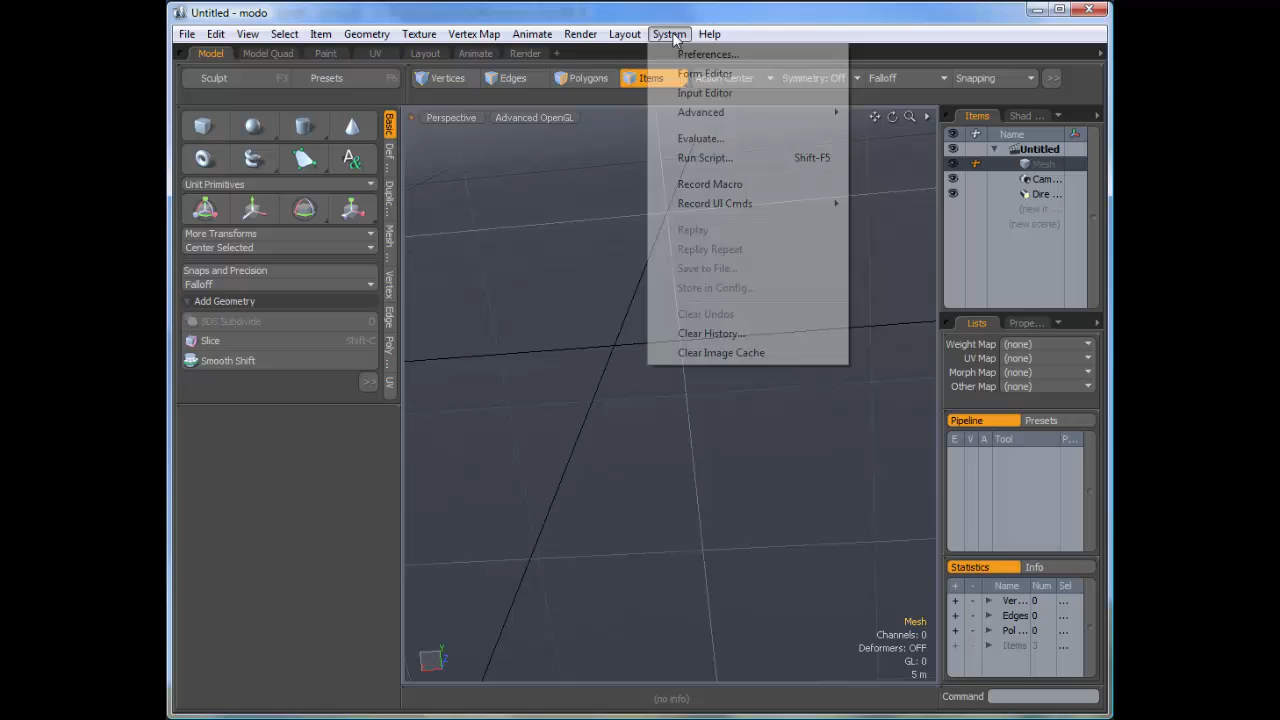 Untitled - modo
File Edit View Select Item Geometry Texture Vertex Map Animate Render Layout System Help
Model Model Quad Paint UV Layout Animate Render +
Sculpt F3 Presets F6
Vertices Edges Polygons Items Action Center Symmetry: Off Falloff Snapping >>
Preferences...
Form Editor
Input Editor
Advanced
Evaluate...
Run Script... Shift-F5
Record Macro
Record UI Cmds
Replay
Replay Repeat
Save to File...
Store in Config...
Clear Undos
Clear History...
Clear Image Cache
Unit Primitives
More Transforms
Center Selected
Snaps and Precision
Falloff
Add Geometry
SDS Subdivide D
Slice Shift-C
Smooth Shift
>>
Basic
Def ...
Duplic...
Mesh ...
Vertex
Edge
Poly ...
UV
Perspective Advanced OpenGL
Mesh
Channels: 0
Deformers: OFF
GL: 0
5 m
Y
Z
(no info)
Items Shad ...
Name
Untitled
Mesh
Cam...
Dire ...
(new it...
(new scene)
Lists Prope...
Weight Map (none)
UV Map (none)
Morph Map (none)
Other Map (none)
Pipeline Presets
E V A Tool P...
Statistics Info
+ - Name Num Sel
+ - Ver... 0 ...
+ - Edges 0 ...
+ - Pol ... 0 ...
+ - Items 3 ...
Command